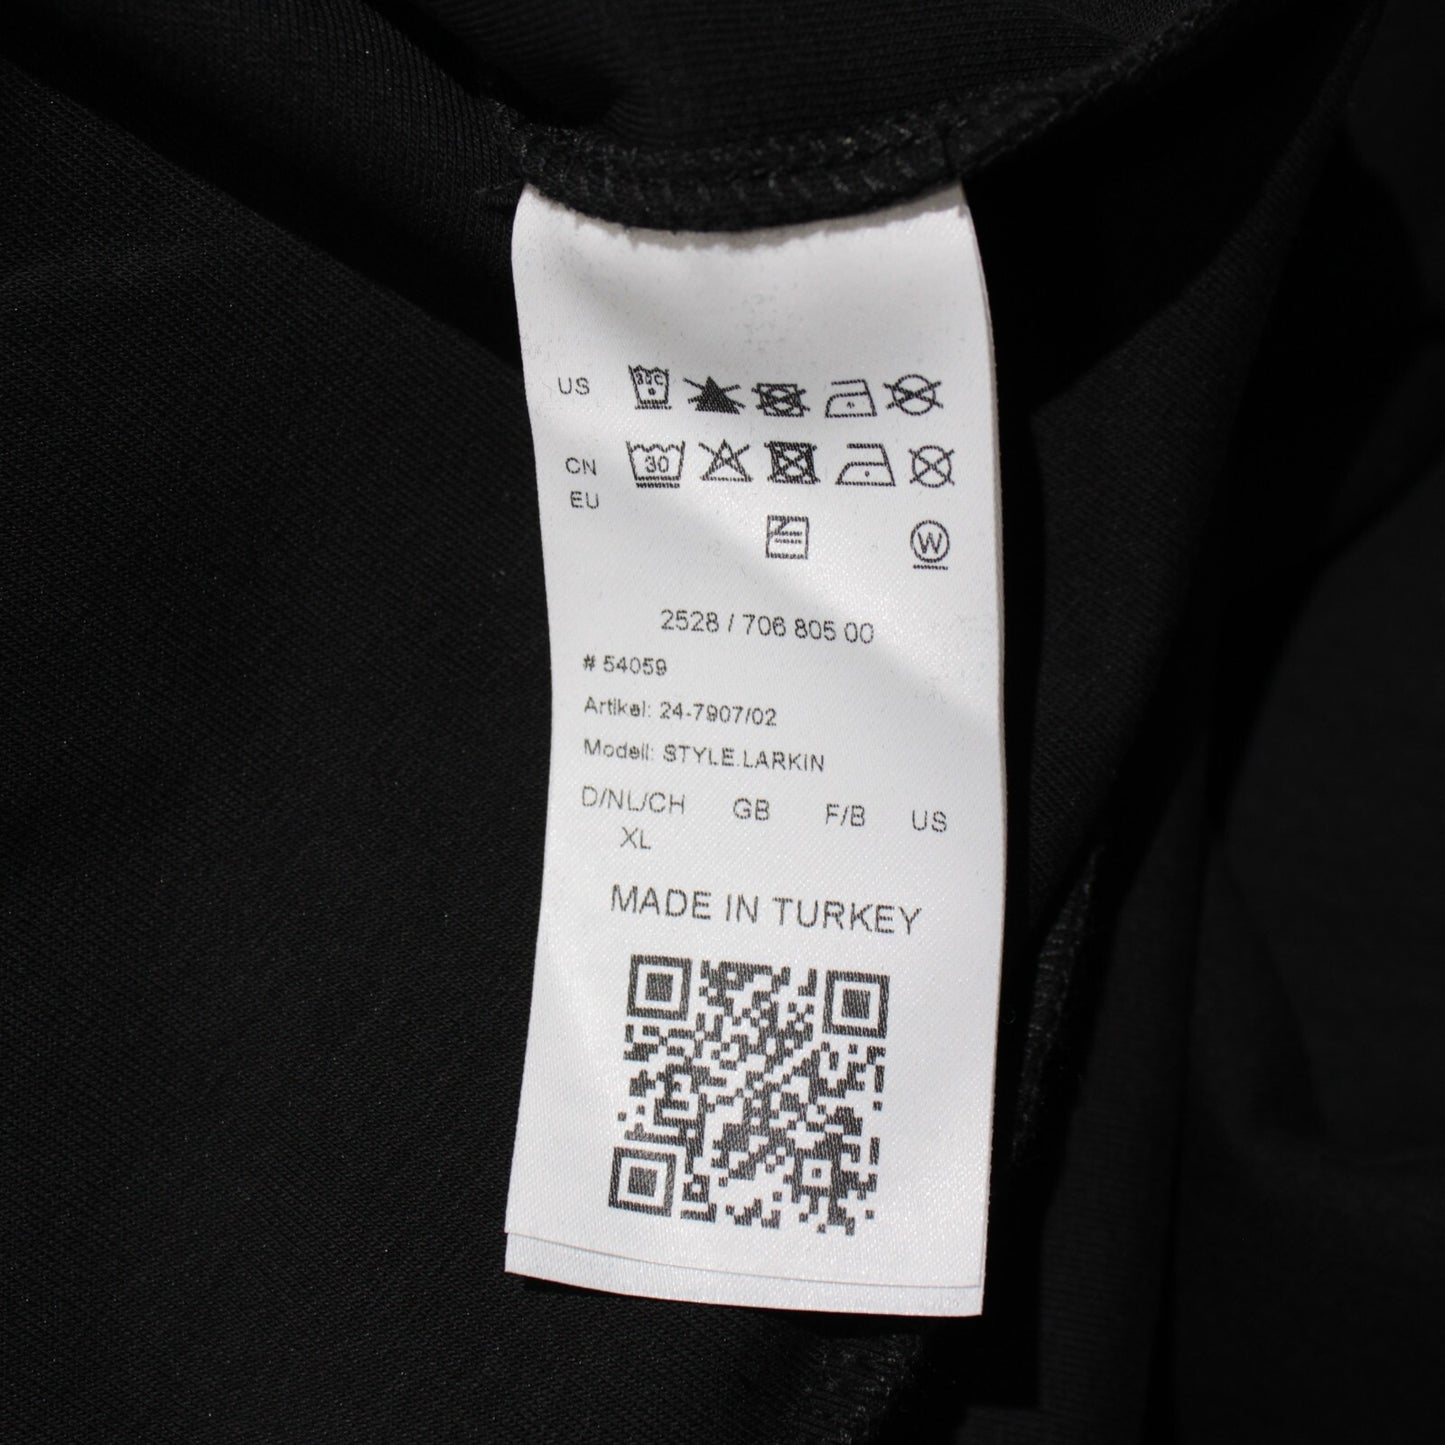 US 30°C
CN 30
EU
W
2528 / 706 805 00
# 54059
Artikel: 24-7907/02
Modell: STYLE.LARKIN
D/NL/CH GB F/B US
XL
MADE IN TURKEY